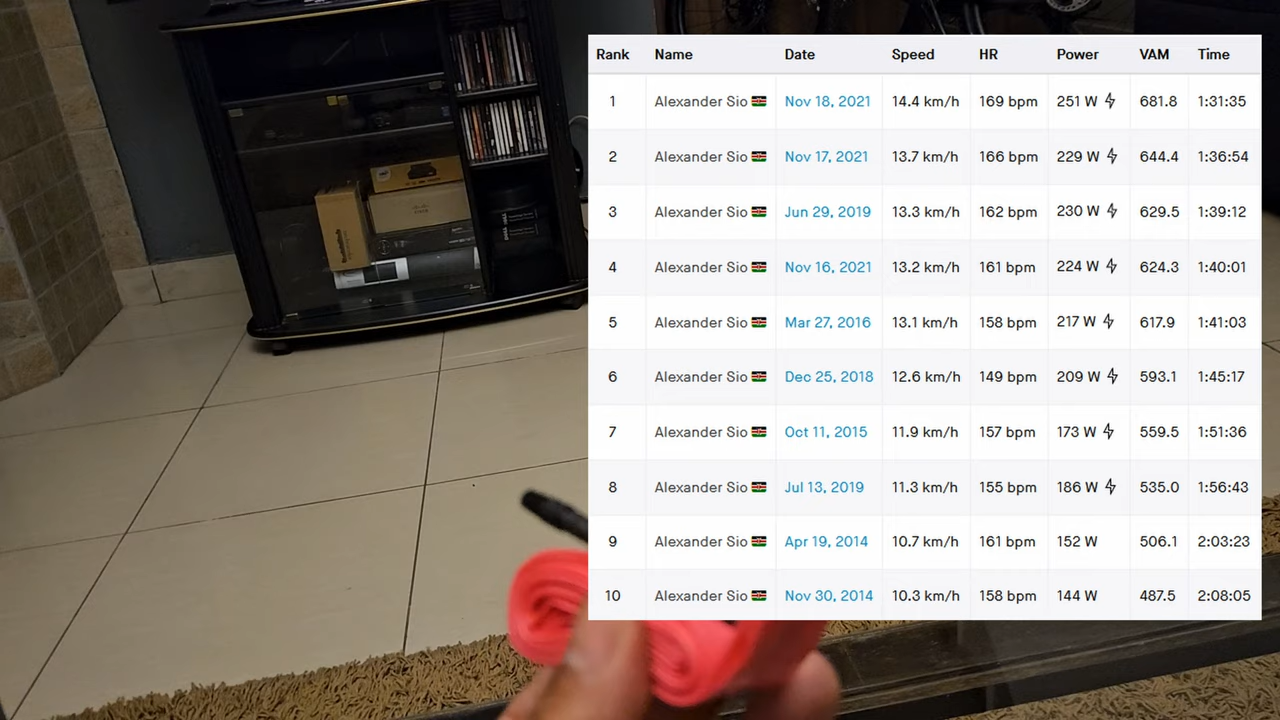 Rank Name Date Speed HR Power VAM Time
1 Alexander Sio Nov 18, 2021 14.4 km/h 169 bpm 251 W 681.8 1:31:35
2 Alexander Sio Nov 17, 2021 13.7 km/h 166 bpm 229 W 644.4 1:36:54
3 Alexander Sio Jun 29, 2019 13.3 km/h 162 bpm 230 W 629.5 1:39:12
4 Alexander Sio Nov 16, 2021 13.2 km/h 161 bpm 224 W 624.3 1:40:01
5 Alexander Sio Mar 27, 2016 13.1 km/h 158 bpm 217 W 617.9 1:41:03
6 Alexander Sio Dec 25, 2018 12.6 km/h 149 bpm 209 W 593.1 1:45:17
7 Alexander Sio Oct 11, 2015 11.9 km/h 157 bpm 173 W 559.5 1:51:36
8 Alexander Sio Jul 13, 2019 11.3 km/h 155 bpm 186 W 535.0 1:56:43
9 Alexander Sio Apr 19, 2014 10.7 km/h 161 bpm 152 W 506.1 2:03:23
10 Alexander Sio Nov 30, 2014 10.3 km/h 158 bpm 144 W 487.5 2:08:05